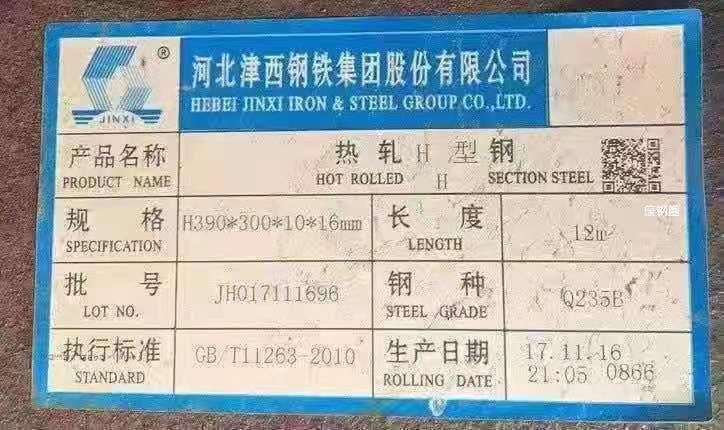 JINXI
®
河北津西钢铁集团股份有限公司
HEBEI JINXI IRON & STEEL GROUP CO.,LTD.
产品名称
PRODUCT NAME
热轧 H 型钢
HOT ROLLED H SECTION STEEL
规格
SPECIFICATION
H390*300*10*16mm
长度
LENGTH
12m
批号
LOT NO.
JH017111696
钢种
STEEL GRADE
Q235B
执行标准
STANDARD
GB/T11263-2010
生产日期
ROLLING DATE
17.11.16
21:05 0866